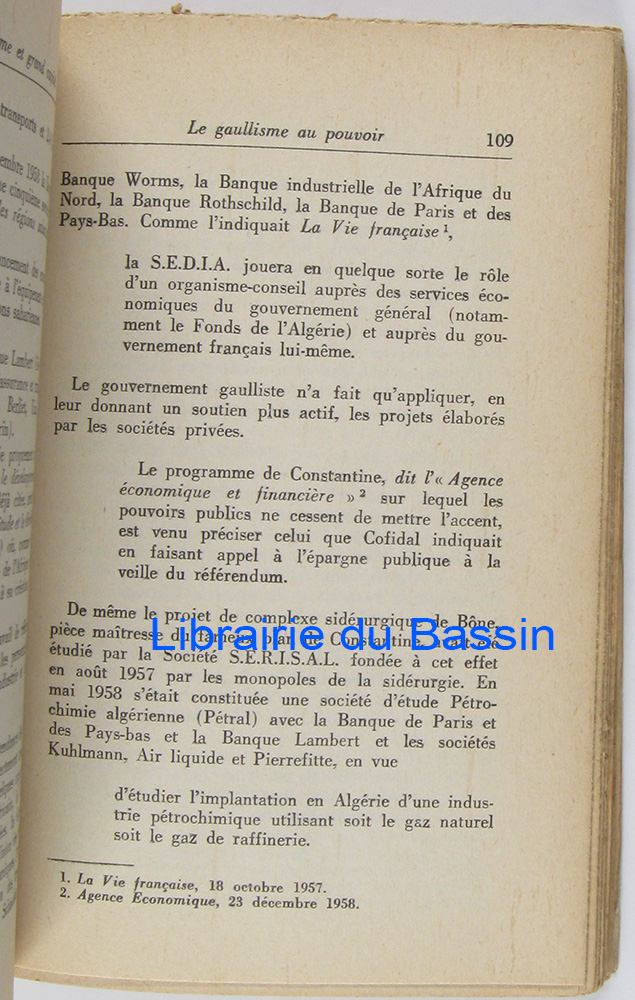 Le gaullisme au pouvoir 109
Banque Worms, la Banque industrielle de l'Afrique du
Nord, la Banque Rothschild, la Banque de Paris et des
Pays-Bas. Comme l'indiquait La Vie française 1,
la S.E.D.I.A. jouera en quelque sorte le rôle
d'un organisme-conseil auprès des services éco-
nomiques du gouvernement général (notam-
ment le Fonds de l'Algérie) et auprès du gou-
vernement français lui-même.
Le gouvernement gaulliste n'a fait qu'appliquer, en
leur donnant un soutien plus actif, les projets élaborés
par les sociétés privées.
Le programme de Constantine, dit l'« Agence
économique et financière » 2 sur lequel les
pouvoirs publics ne cessent de mettre l'accent,
est venu préciser celui que Cofidal indiquait
en faisant appel à l'épargne publique à la
veille du référendum.
De même le projet de complexe sidérurgique de Bône,
pièce maîtresse du fameux plan de Constantine, avait été
Librairie du Bassin
étudié par la Société S.E.R.I.S.A.L. fondée à cet effet
en août 1957 par les monopoles de la sidérurgie. En
mai 1958 s'était constituée une société d'étude Pétro-
chimie algérienne (Pétral) avec la Banque de Paris et
des Pays-bas et la Banque Lambert et les sociétés
Kuhlmann, Air liquide et Pierrefitte, en vue
d'étudier l'implantation en Algérie d'une indus-
trie pétrochimique utilisant soit le gaz naturel
soit le gaz de raffinerie.
1. La Vie française, 18 octobre 1957.
2. Agence Economique, 23 décembre 1958.